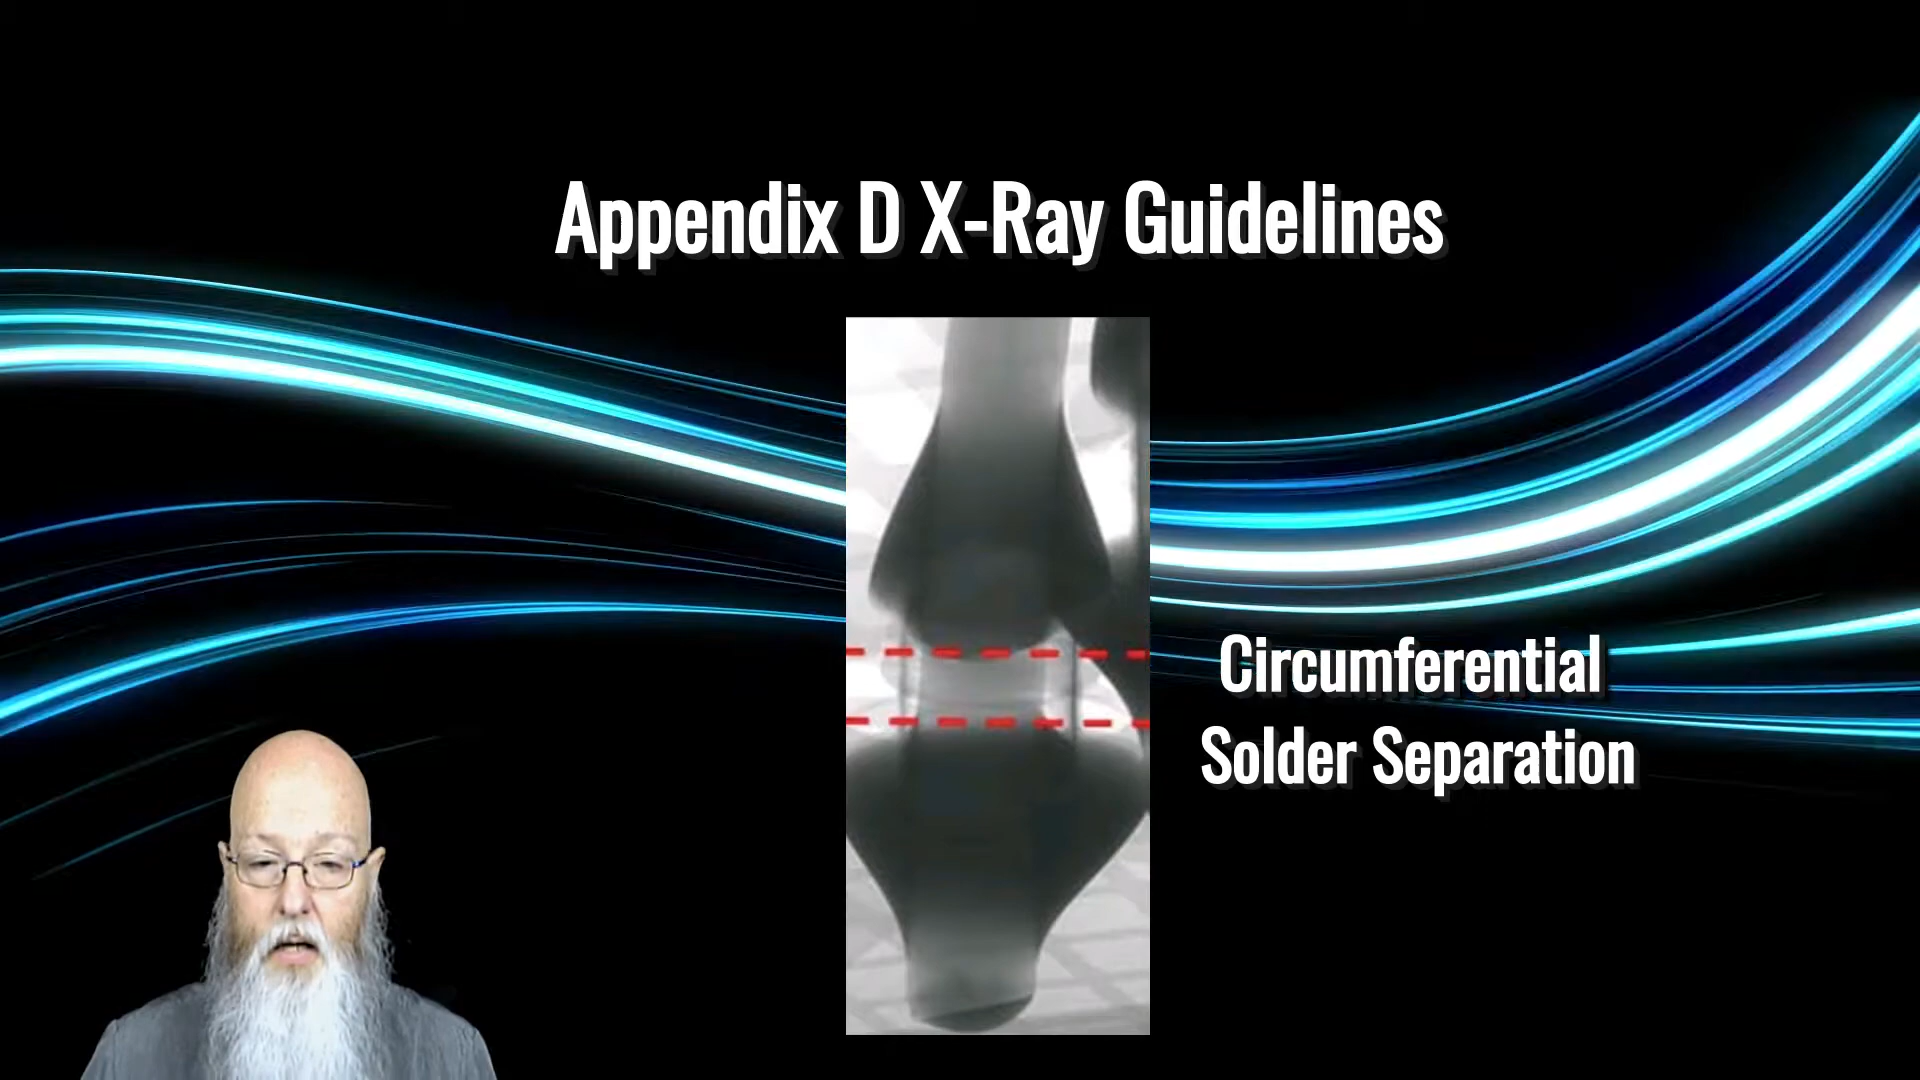 Appendix D X-Ray Guidelines
Circumferential
Solder Separation